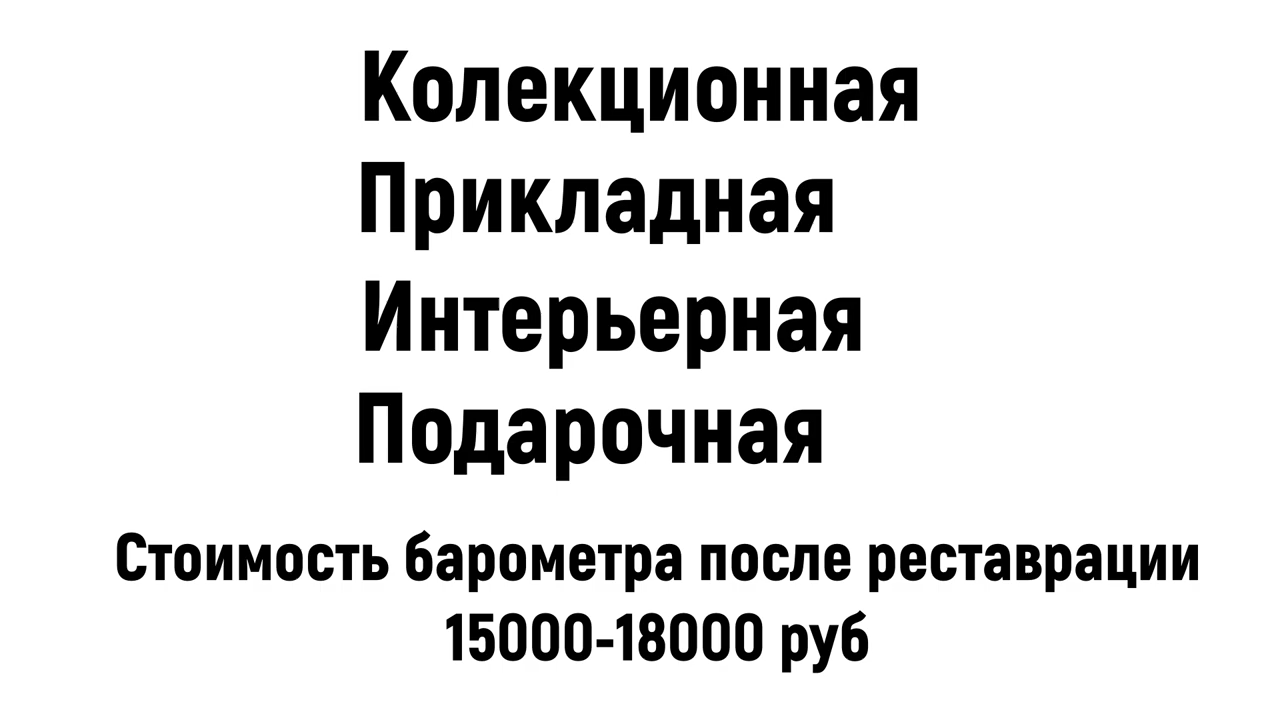 Колекционная
Прикладная
Интерьерная
Подарочная
Стоимость барометра после реставрации
15000-18000 руб